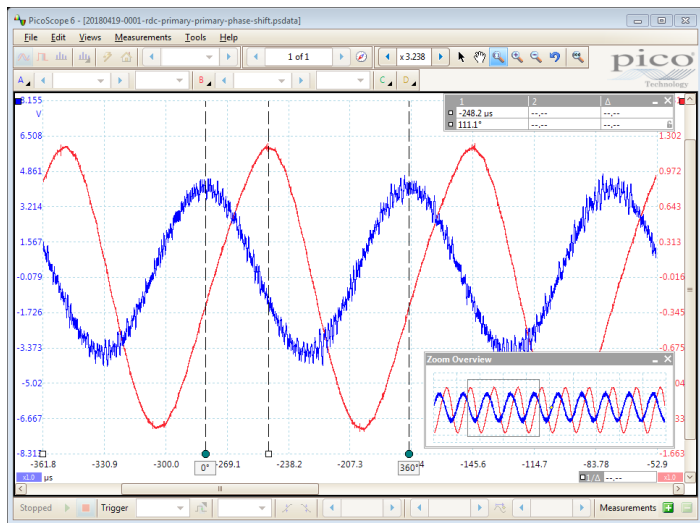 PicoScope 6 - [20180419-0001-rdc-primary-primary-phase-shift.psdata]
File Edit Views Measurements Tools Help
1 of 1
x 3.238
pico
Technology
A B C D
8.155
V
6.508
4.861
3.214
1.567
-0.079
-1.726
-3.373
-5.02
-6.667
-8.31
1 2 Δ
-248.2 µs --.-- --.--
111.1° --.-- --.--
1.302
0.972
0.643
0.313
-0.016
-0.345
-1.663
Zoom Overview
-361.8 -330.9 -300.0 -269.1 -238.2 -207.3 -145.6 -114.7 -83.78 -52.9
0° 360°
x1.0 µs
1/Δ --.--
x1.0
Stopped Trigger Measurements